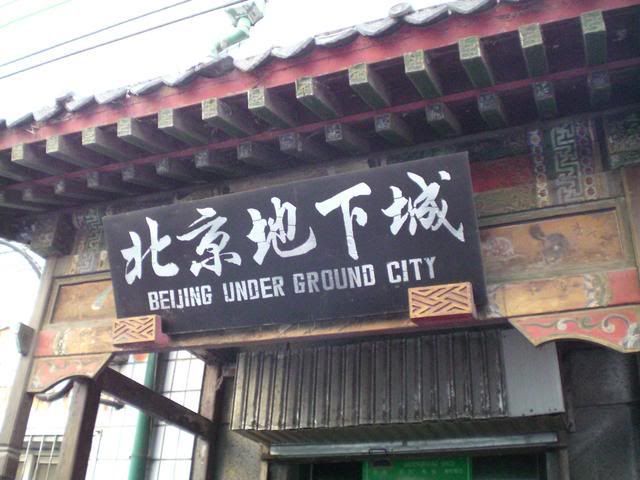 北京地下城
BEIJING UNDER GROUND CITY